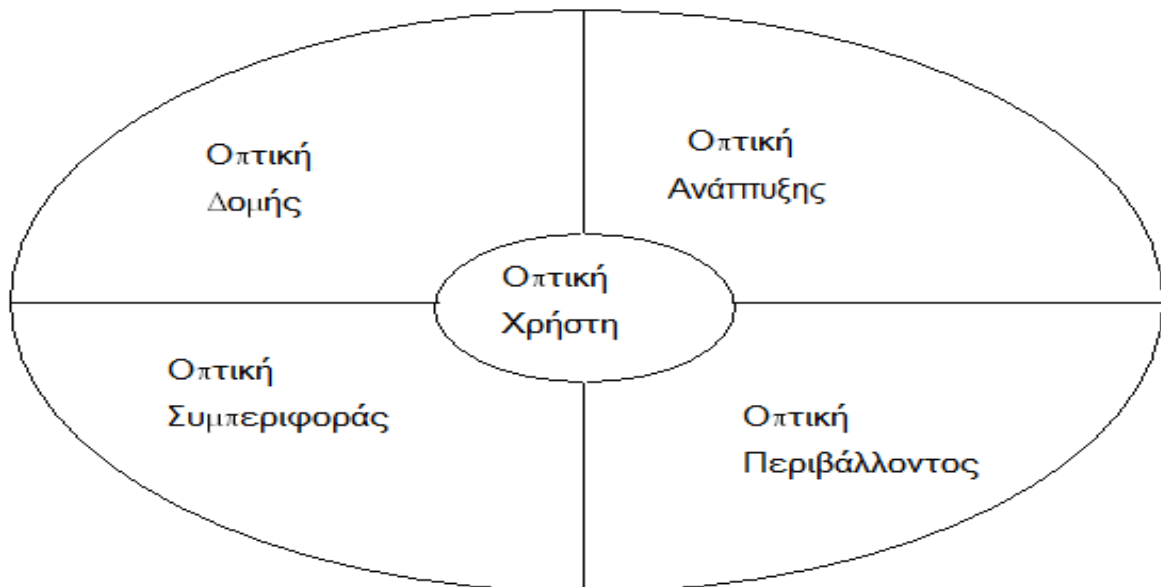 Οπτική
Δομής
Οπτική
Ανάπτυξης
Οπτική
Χρήστη
Οπτική
Συμπεριφοράς
Οπτική
Περιβάλλοντος